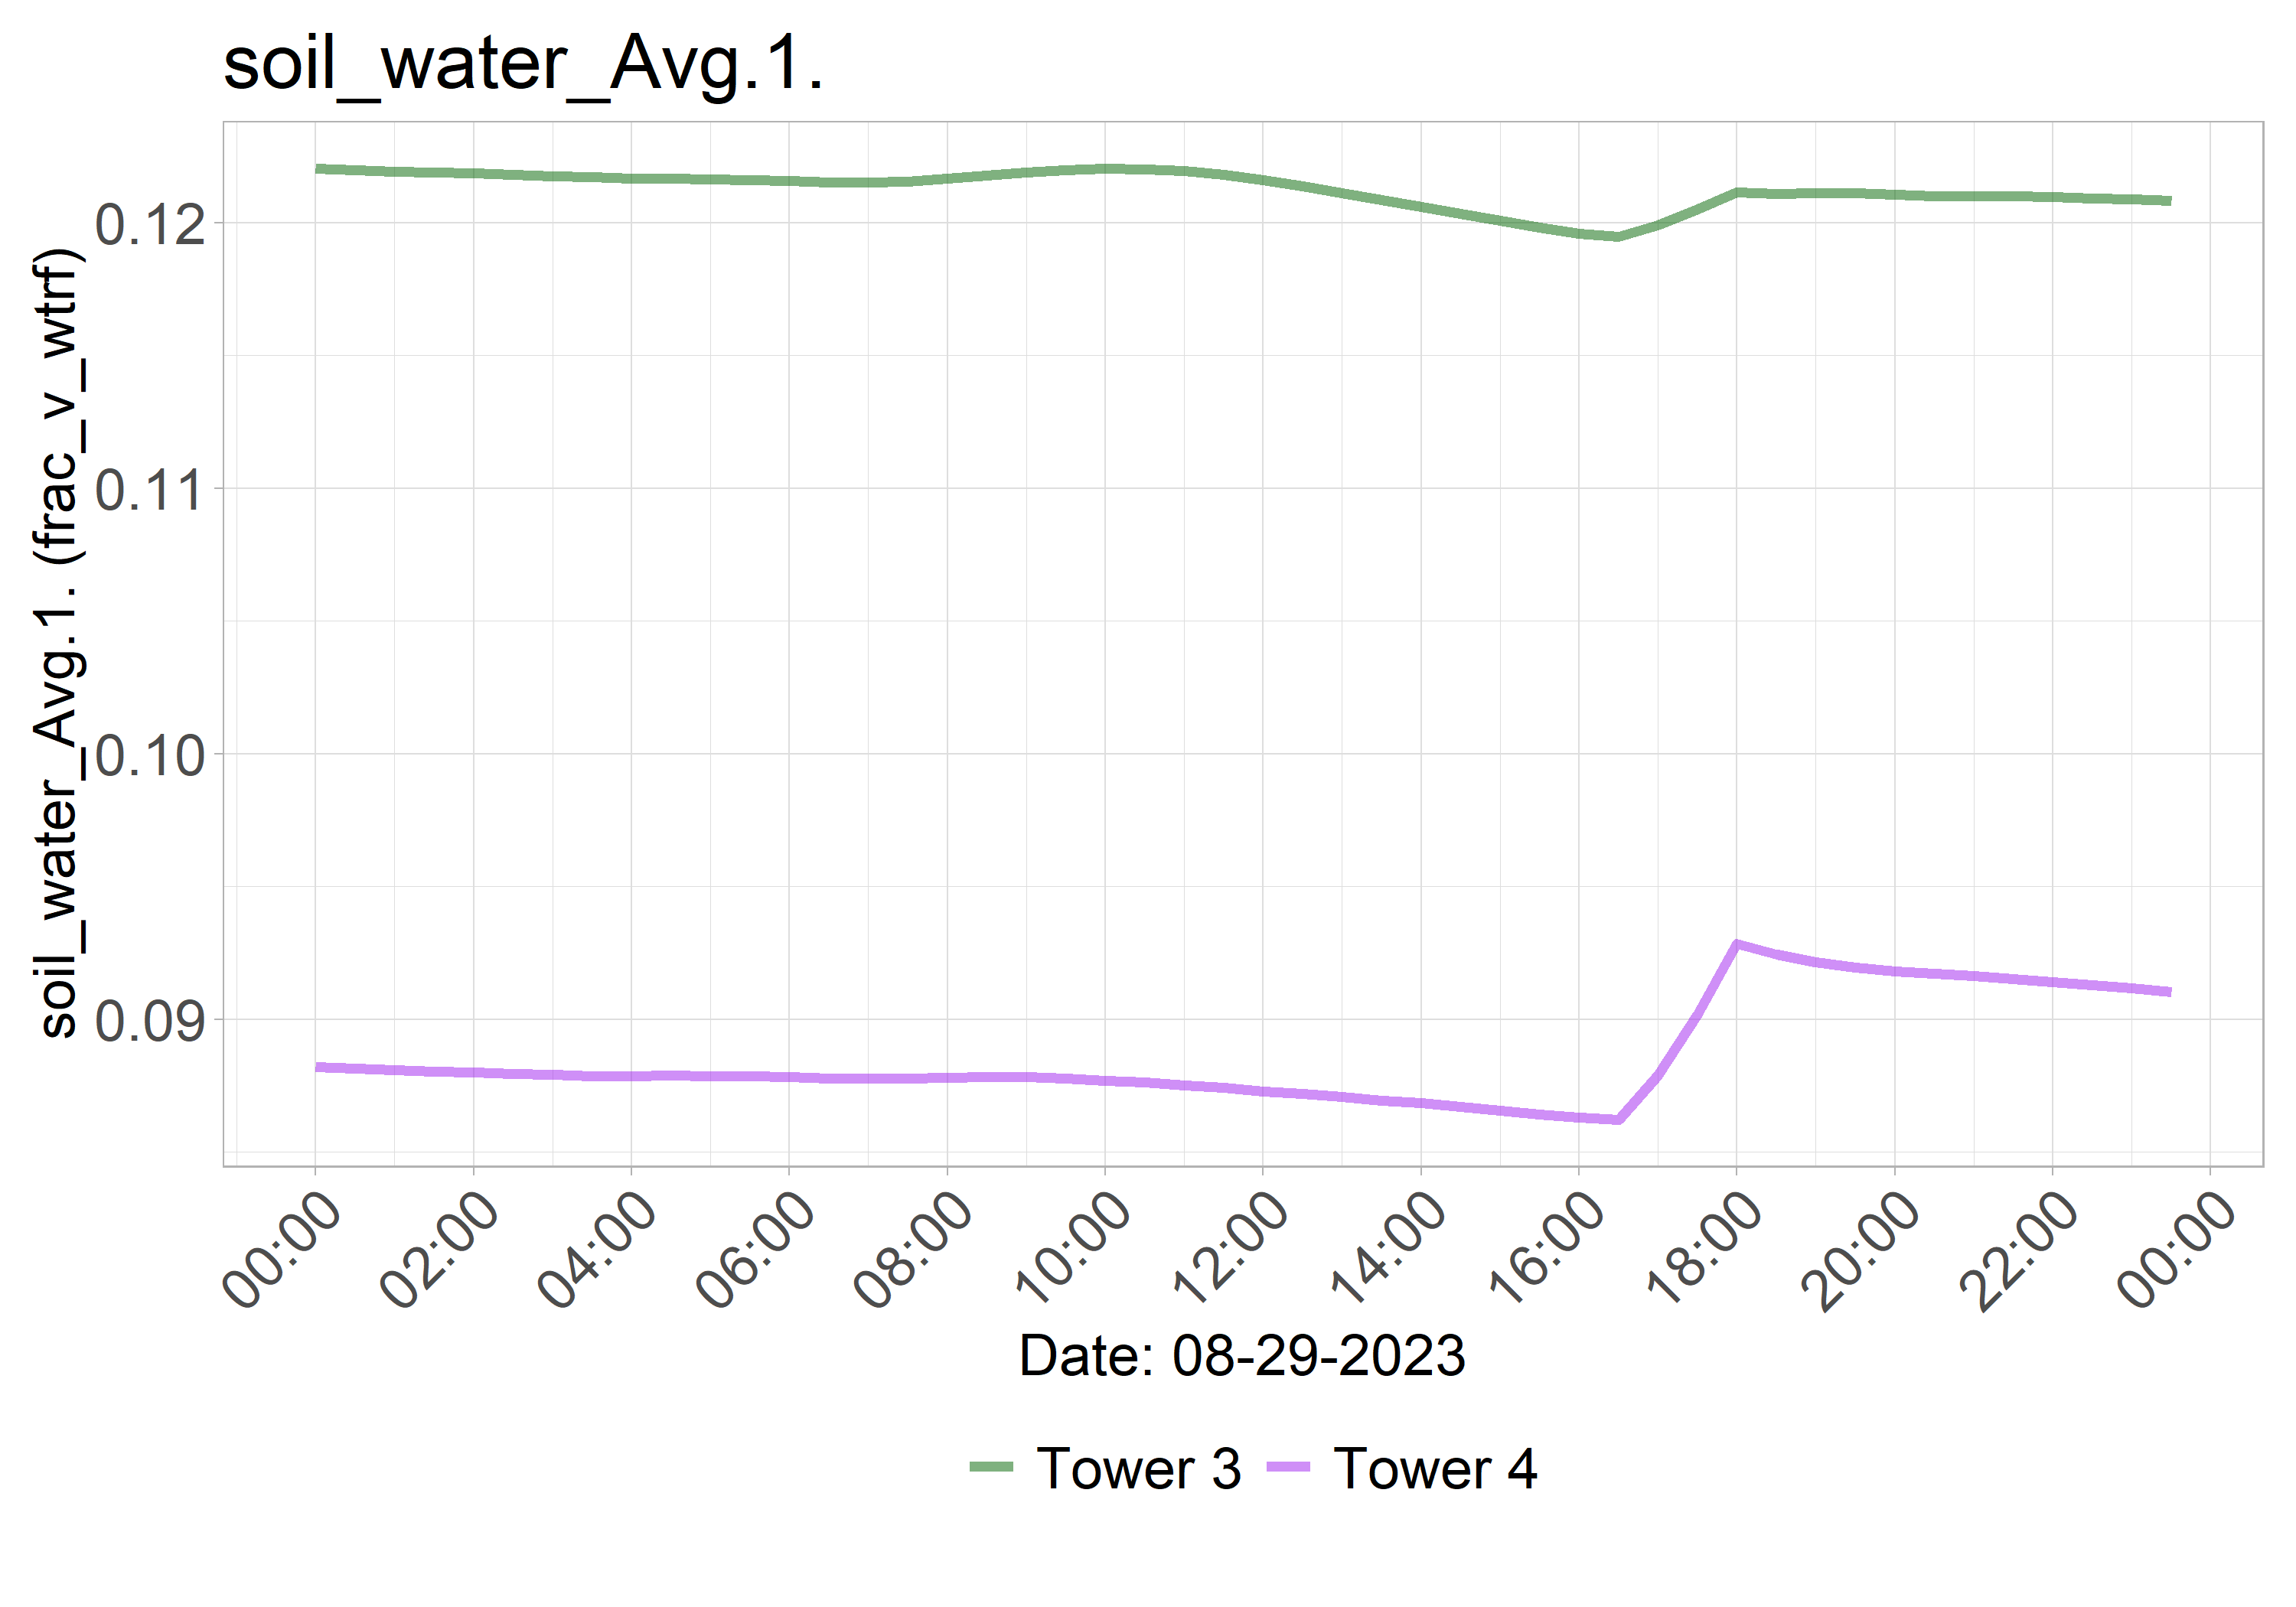 soil_water_Avg.1.
soil_water_Avg.1. (frac_v_wtrf)
0.12
0.11
0.10
0.09
00:00 02:00 04:00 06:00 08:00 10:00 12:00 14:00 16:00 18:00 20:00 22:00 00:00
Date: 08-29-2023
Tower 3 Tower 4